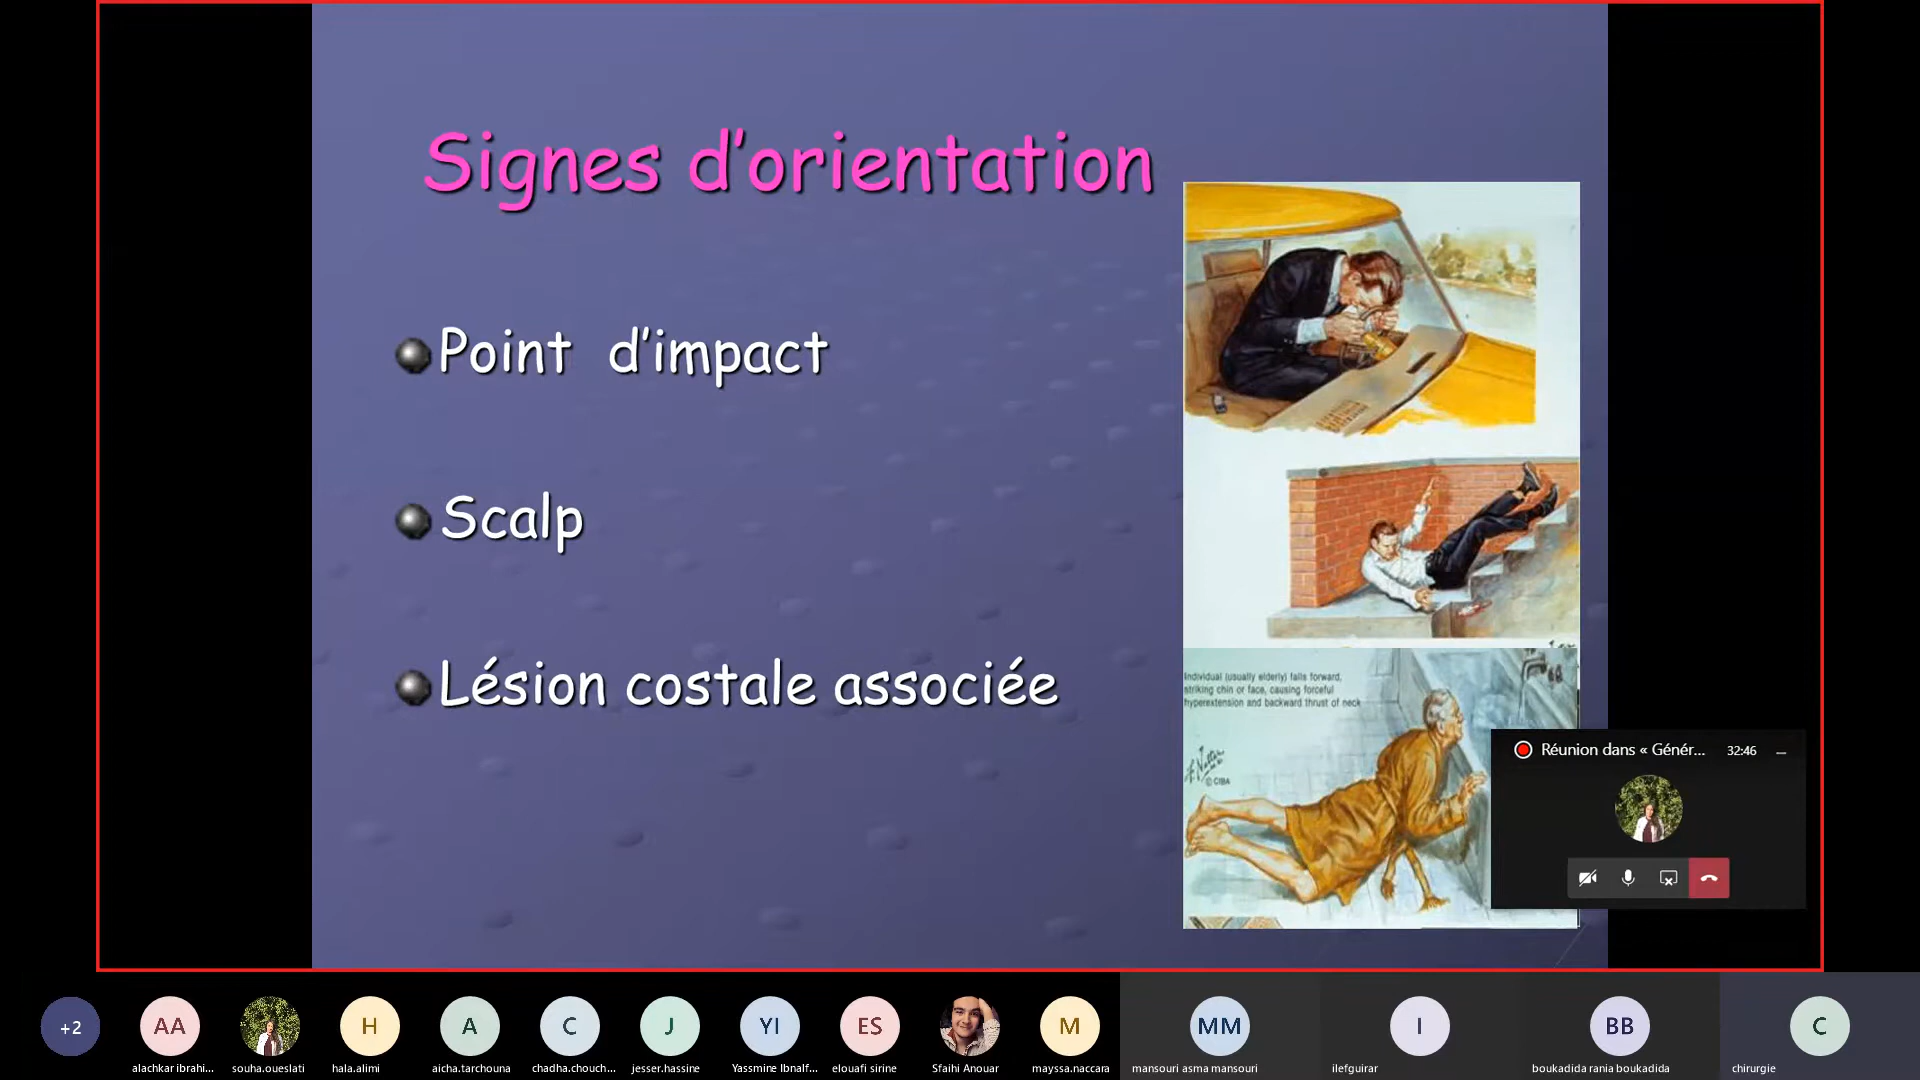 Signes d'orientation
Point d'impact
Scalp
Lésion costale associée
Individual (usually elderly) falls forward,
striking chin or face, causing forceful
hyperextension and backward thrust of neck
© CIBA
Réunion dans « Génér... 32:46
+2
AA
H
A
C
J
YI
ES
M
MM
I
BB
C
alachkar ibrahi...
souha.oueslati
hala.alimi
aicha.tarchouna
chadha.chouch...
jesser.hassine
Yassmine Ibnalf...
elouafi sirine
Sfaihi Anouar
mayssa.naccara
mansouri asma mansouri
ilefguirar
boukadida rania boukadida
chirurgie